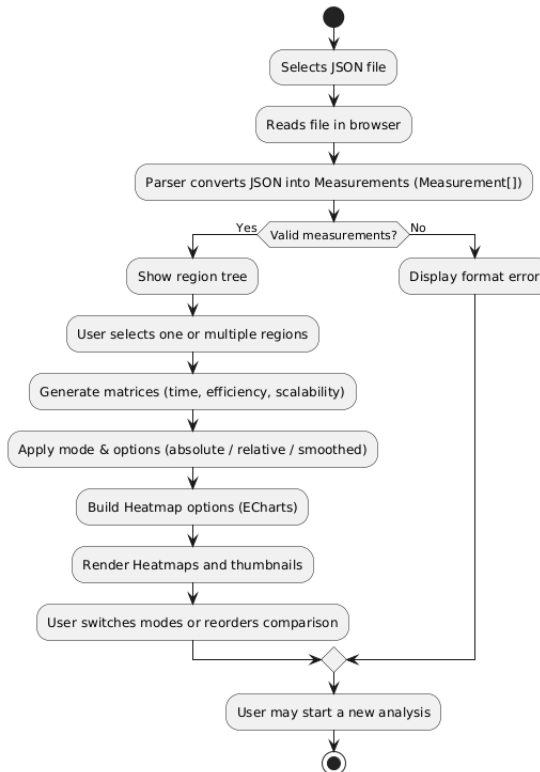 Selects JSON file
Reads file in browser
Parser converts JSON into Measurements (Measurement[])
Yes
Valid measurements?
No
Show region tree
Display format error
User selects one or multiple regions
Generate matrices (time, efficiency, scalability)
Apply mode & options (absolute / relative / smoothed)
Build Heatmap options (ECharts)
Render Heatmaps and thumbnails
User switches modes or reorders comparison
User may start a new analysis